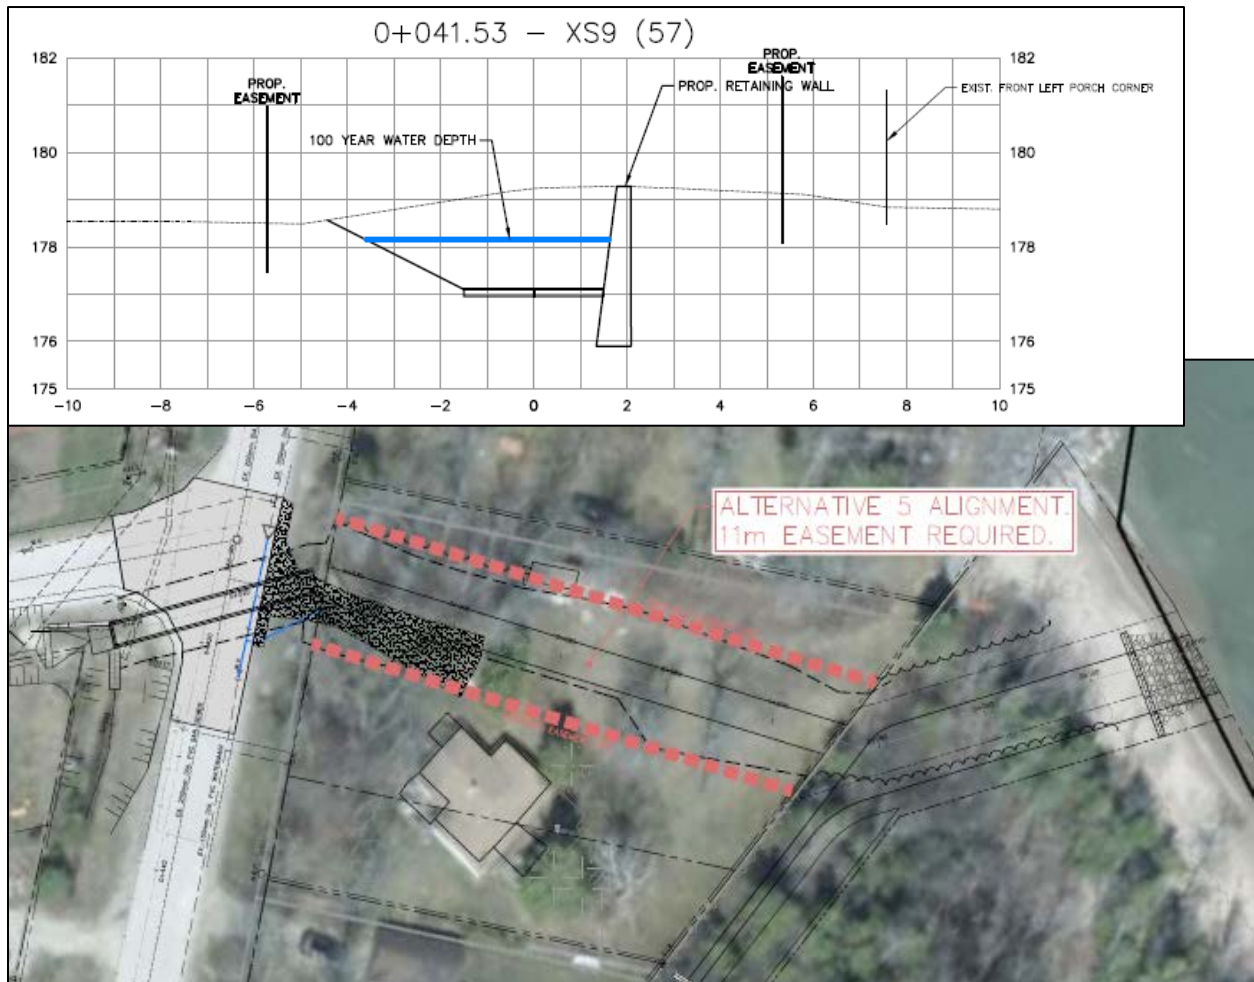 0+041.53 – XS9 (57)
182
PROP.
EASEMENT
182
PROP.
EASEMENT
PROP. RETAINING WALL
EXIST. FRONT LEFT PORCH CORNER
100 YEAR WATER DEPTH
180
180
178
178
176
176
175
175
−10
−8
−6
−4
−2
0
2
4
6
8
10
ALTERNATIVE 5 ALIGNMENT.
11m EASEMENT REQUIRED.
EASEMENT